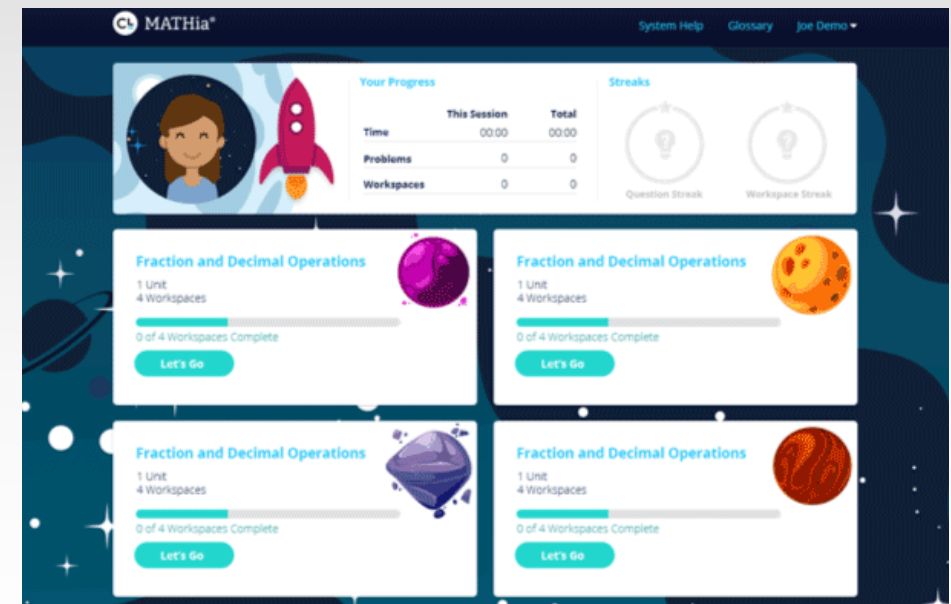 CL MATHia®
System Help Glossary Joe Demo
Your Progress
This Session Total
Time 00:00 00:00
Problems 0 0
Workspaces 0 0
Streaks
Question Streak Workspace Streak
Fraction and Decimal Operations
1 Unit
4 Workspaces
0 of 4 Workspaces Complete
Let's Go
Fraction and Decimal Operations
1 Unit
4 Workspaces
0 of 4 Workspaces Complete
Let's Go
Fraction and Decimal Operations
1 Unit
4 Workspaces
0 of 4 Workspaces Complete
Let's Go
Fraction and Decimal Operations
1 Unit
4 Workspaces
0 of 4 Workspaces Complete
Let's Go